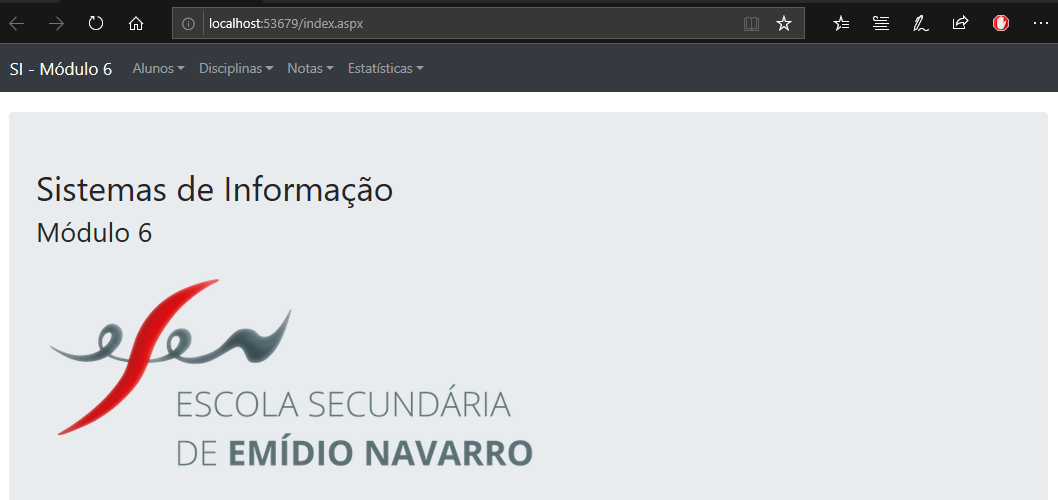 localhost:53679/index.aspx
SI - Módulo 6 Alunos Disciplinas Notas Estatísticas
Sistemas de Informação
Módulo 6
esen
ESCOLA SECUNDÁRIA
DE EMÍDIO NAVARRO